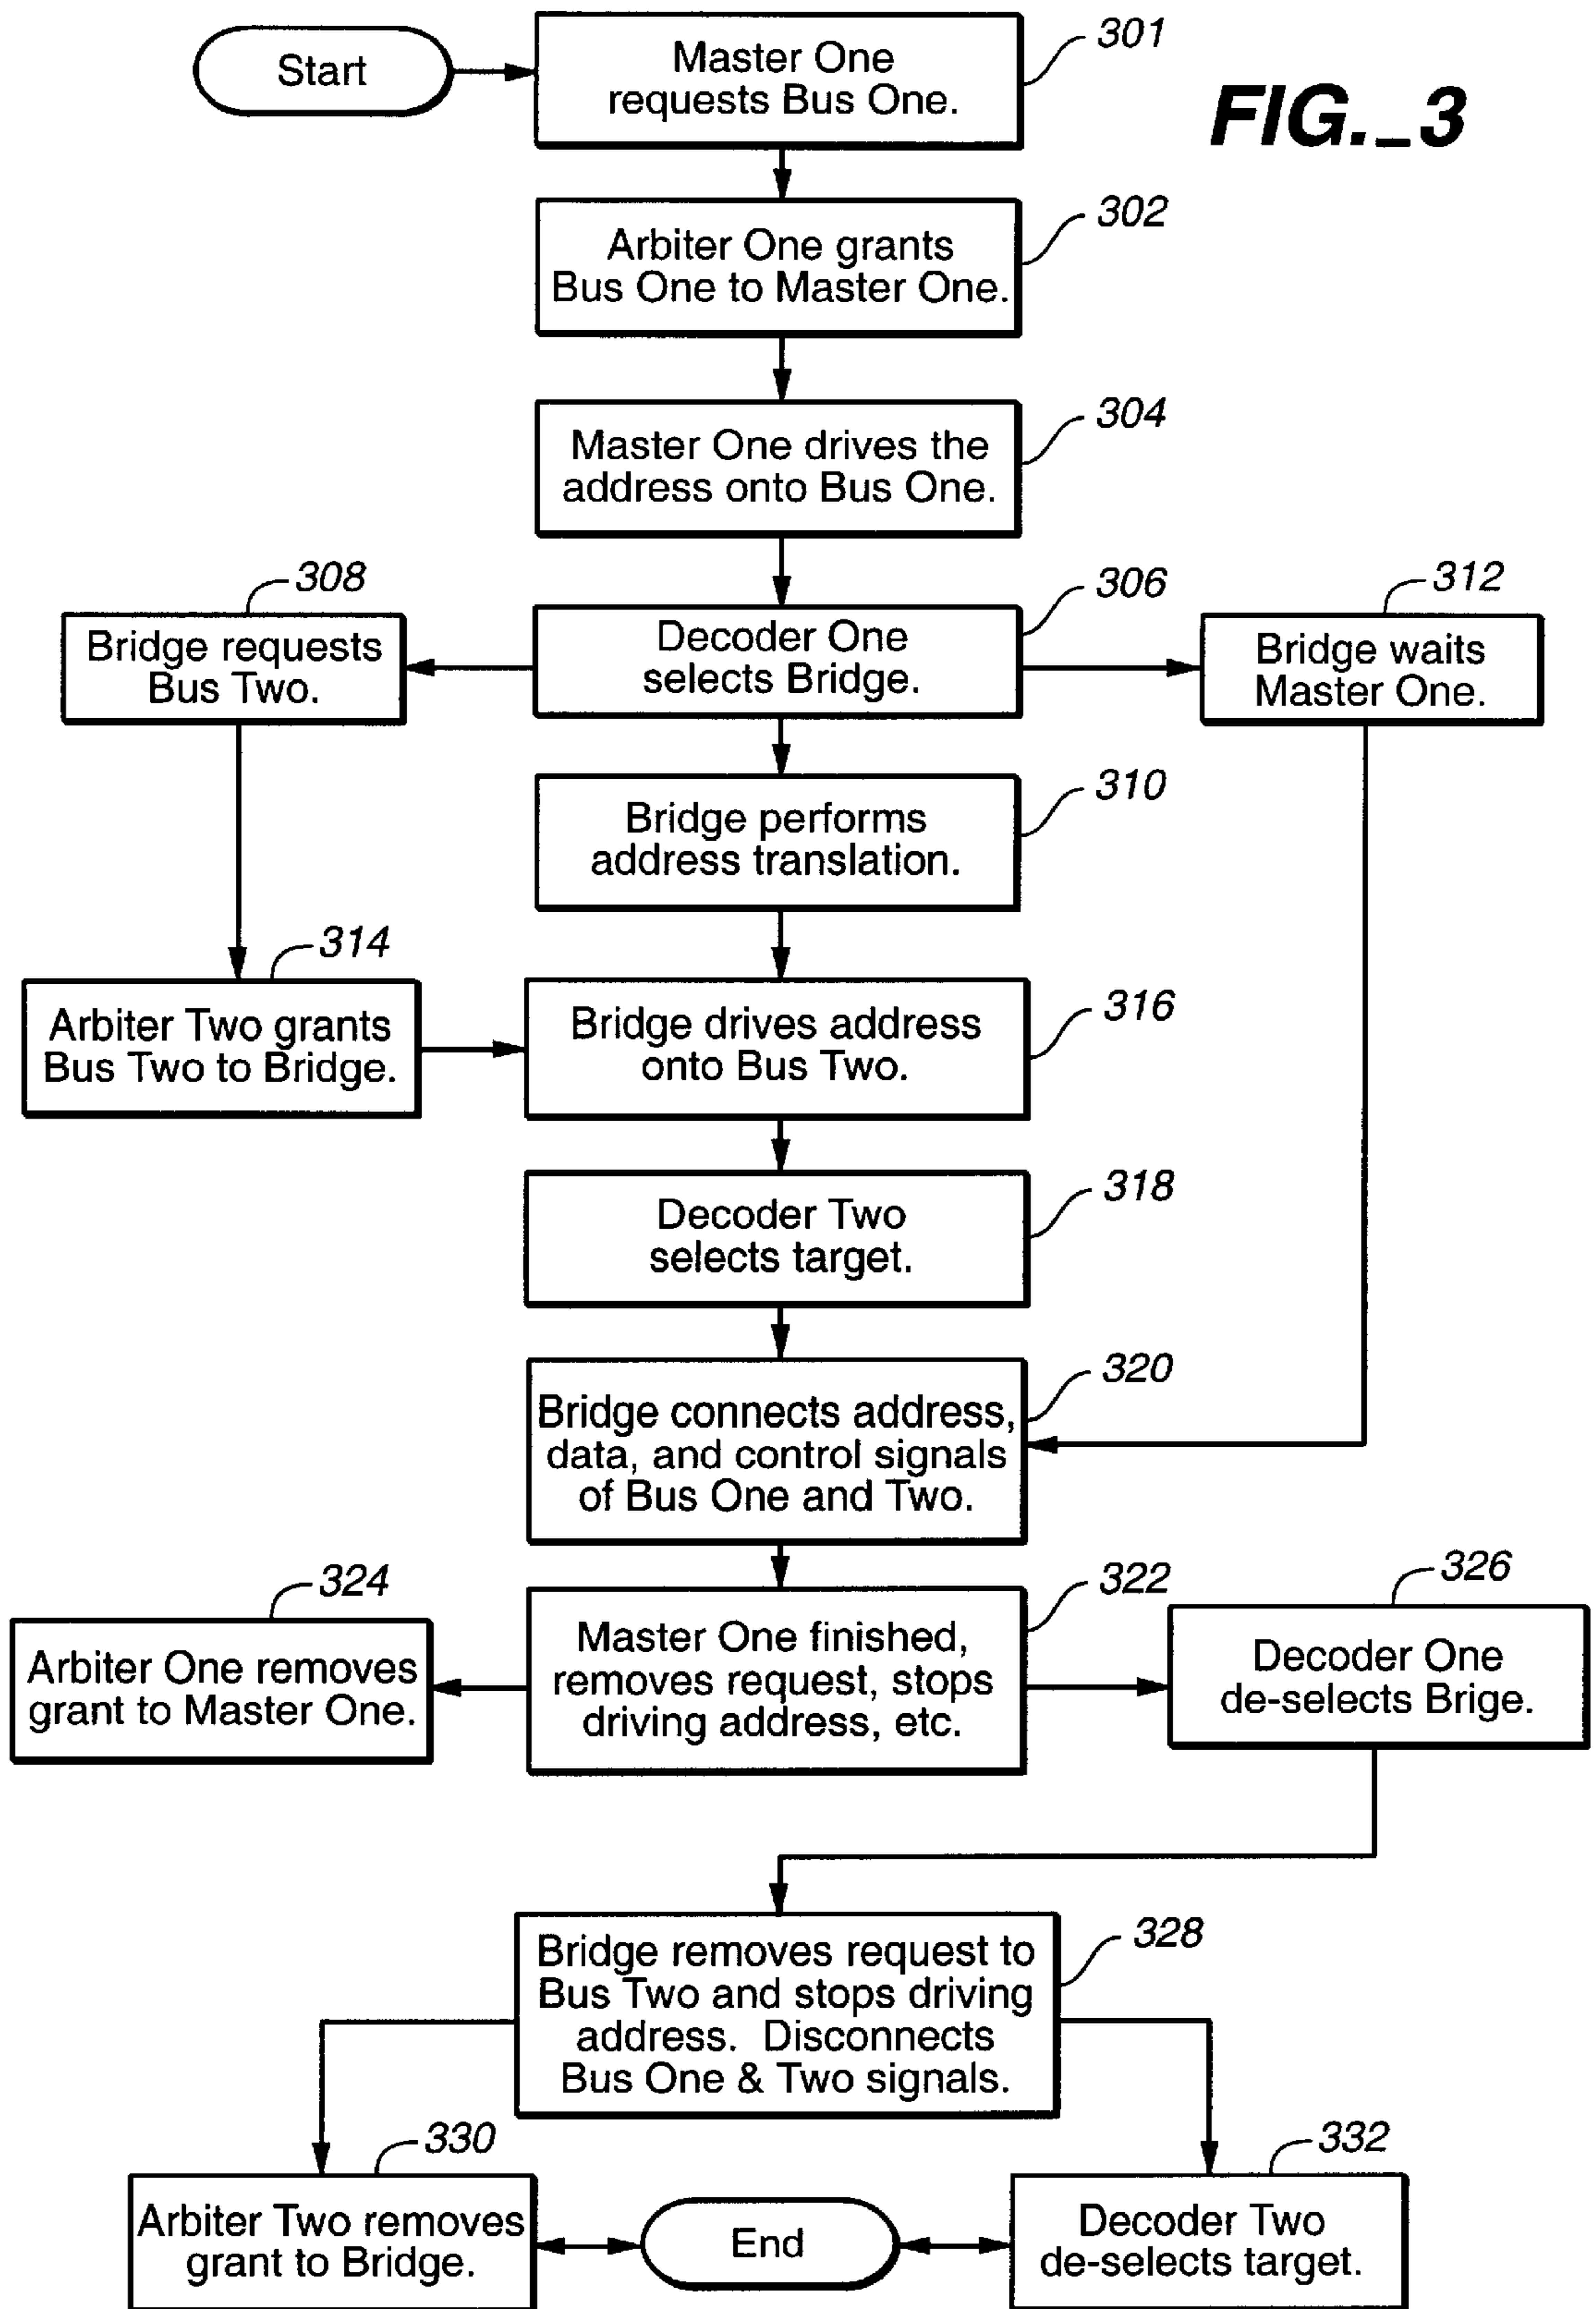 Start
Master One
requests Bus One.
301
FIG._3
Arbiter One grants
Bus One to Master One.
302
Master One drives the
address onto Bus One.
304
308
Bridge requests
Bus Two.
Decoder One
selects Bridge.
306
312
Bridge waits
Master One.
Bridge performs
address translation.
310
314
Arbiter Two grants
Bus Two to Bridge.
Bridge drives address
onto Bus Two.
316
Decoder Two
selects target.
318
Bridge connects address,
data, and control signals
of Bus One and Two.
320
324
Arbiter One removes
grant to Master One.
Master One finished,
removes request, stops
driving address, etc.
322
326
Decoder One
de-selects Brige.
Bridge removes request to
Bus Two and stops driving
address. Disconnects
Bus One & Two signals.
328
330
Arbiter Two removes
grant to Bridge.
End
332
Decoder Two
de-selects target.